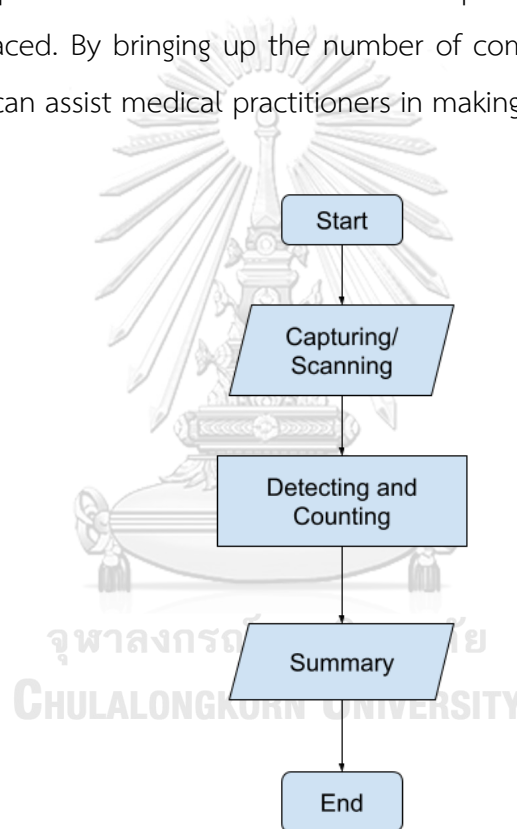 aced. By bringing up the number of con
can assist medical practitioners in making
Start
Capturing/
Scanning
Detecting and
Counting
Summary
จุฬาลงกรณ์
CHULALONGKORN UNIVERSITY
End